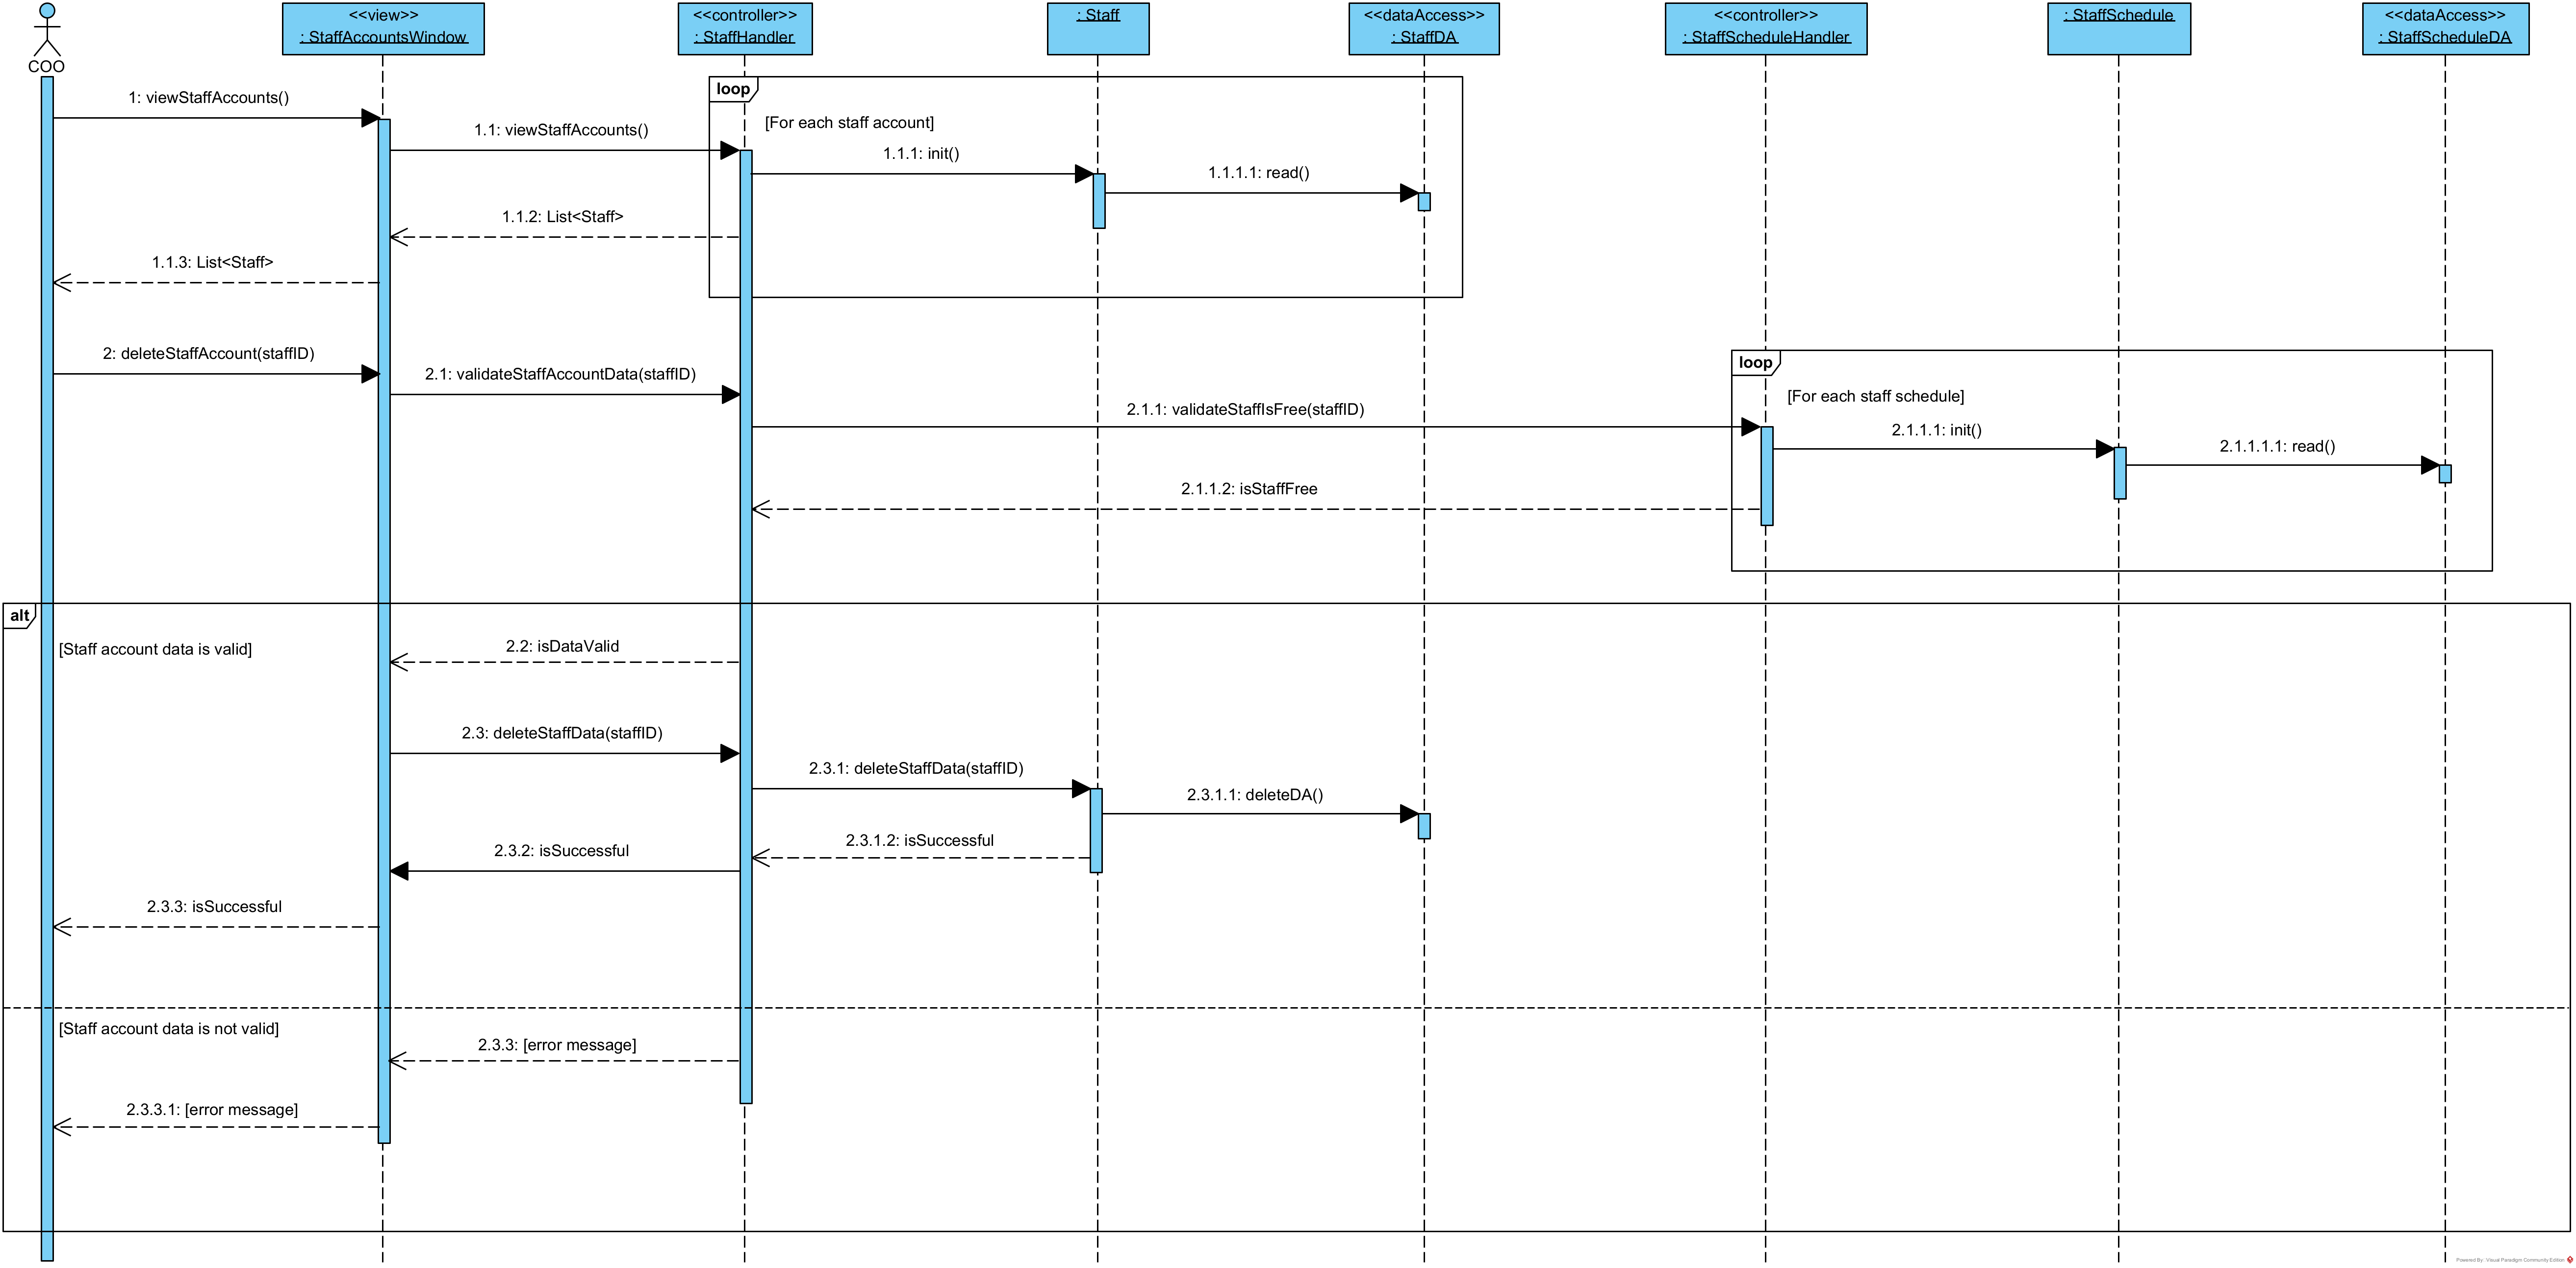 COO
<<view>>
: StaffAccountsWindow
<<controller>>
: StaffHandler
: Staff
<<dataAccess>>
: StaffDA
<<controller>>
: StaffScheduleHandler
: StaffSchedule
<<dataAccess>>
: StaffScheduleDA
loop
[For each staff account]
1: viewStaffAccounts()
1.1: viewStaffAccounts()
1.1.1: init()
1.1.1.1: read()
1.1.2: List<Staff>
1.1.3: List<Staff>
2: deleteStaffAccount(staffID)
2.1: validateStaffAccountData(staffID)
loop
[For each staff schedule]
2.1.1: validateStaffIsFree(staffID)
2.1.1.1: init()
2.1.1.1.1: read()
2.1.1.2: isStaffFree
alt
[Staff account data is valid]
2.2: isDataValid
2.3: deleteStaffData(staffID)
2.3.1: deleteStaffData(staffID)
2.3.1.1: deleteDA()
2.3.1.2: isSuccessful
2.3.2: isSuccessful
2.3.3: isSuccessful
[Staff account data is not valid]
2.3.3: [error message]
2.3.3.1: [error message]
Powered By: Visual Paradigm Community Edition